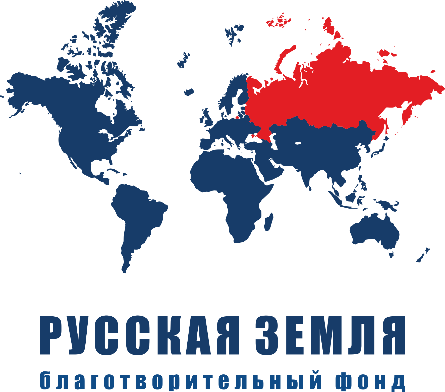 РУССКАЯ ЗЕМЛЯ
благотворительный фонд